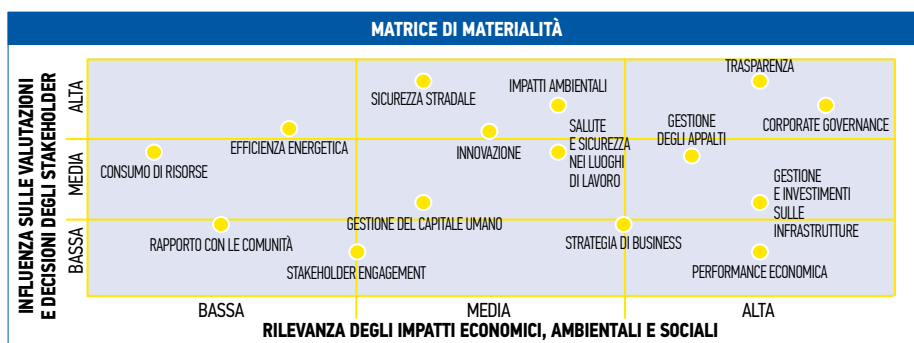 MATRICE DI MATERIALITÀ
INFLUENZA SULLE VALUTAZIONI
E DECISIONI DEGLI STAKEHOLDER
ALTA
MEDIA
BASSA
TRASPARENZA
SICUREZZA STRADALE
IMPATTI AMBIENTALI
CORPORATE GOVERNANCE
EFFICIENZA ENERGETICA
INNOVAZIONE
SALUTE
E SICUREZZA
NEI LUOGHI
DI LAVORO
GESTIONE
DEGLI APPALTI
CONSUMO DI RISORSE
GESTIONE DEL CAPITALE UMANO
GESTIONE
E INVESTIMENTI
SULLE
INFRASTRUTTURE
RAPPORTO CON LE COMUNITÀ
STRATEGIA DI BUSINESS
STAKEHOLDER ENGAGEMENT
PERFORMANCE ECONOMICA
BASSA
MEDIA
ALTA
RILEVANZA DEGLI IMPATTI ECONOMICI, AMBIENTALI E SOCIALI